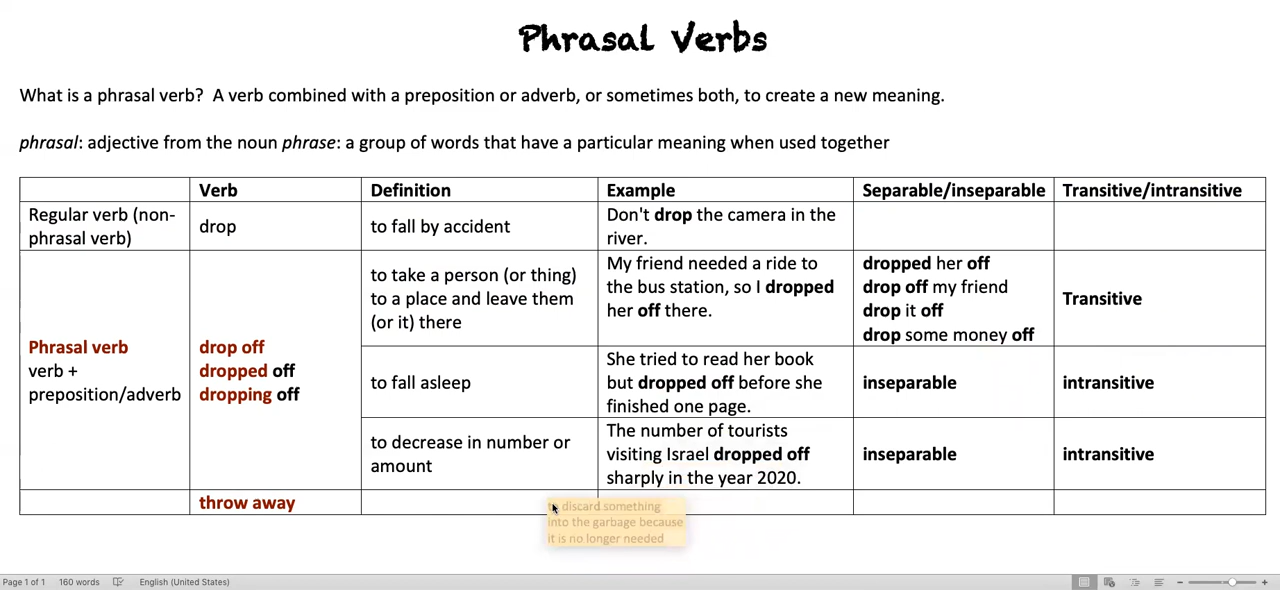 Phrasal Verbs
What is a phrasal verb?  A verb combined with a preposition or adverb, or sometimes both, to create a new meaning.
phrasal: adjective from the noun phrase: a group of words that have a particular meaning when used together
Verb
Definition
Example
Separable/inseparable
Transitive/intransitive
Regular verb (non-
phrasal verb)
drop
to fall by accident
Don't drop the camera in the
river.
Phrasal verb
verb +
preposition/adverb
drop off
dropped off
dropping off
to take a person (or thing)
to a place and leave them
(or it) there
My friend needed a ride to
the bus station, so I dropped
her off there.
dropped her off
drop off my friend
drop it off
drop some money off
Transitive
to fall asleep
She tried to read her book
but dropped off before she
finished one page.
inseparable
intransitive
to decrease in number or
amount
The number of tourists
visiting Israel dropped off
sharply in the year 2020.
inseparable
intransitive
throw away
to discard something
into the garbage because
it is no longer needed
Page 1 of 1
160 words
English (United States)